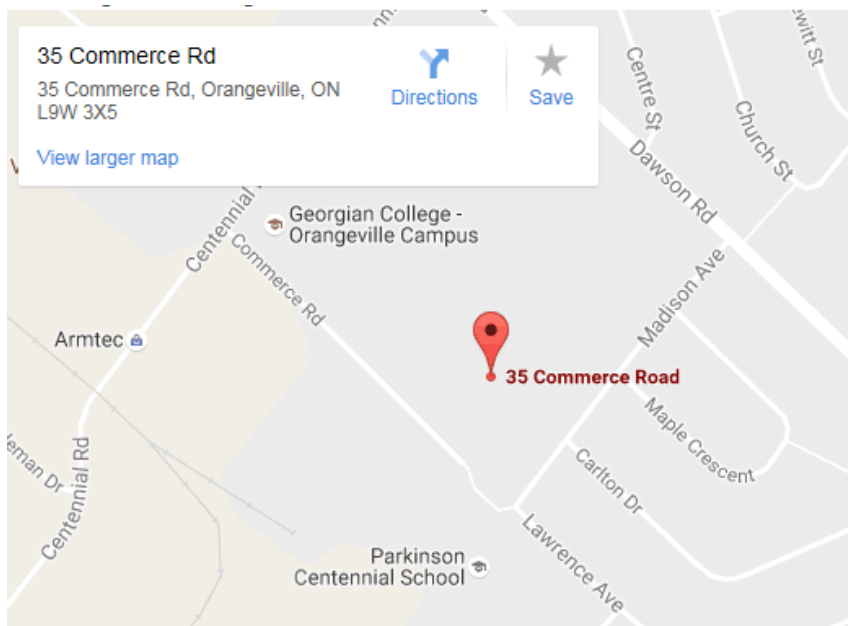 35 Commerce Rd
35 Commerce Rd, Orangeville, ON
L9W 3X5
Directions
Save
View larger map
Centre St
Church St
Dawson Rd
Centennial
Georgian College -
Orangeville Campus
Commerce Rd
Madison Ave
Armtec
35 Commerce Road
Maple Crescent
Carlton Dr
Centennial Rd
Lawrence Ave
Parkinson
Centennial School